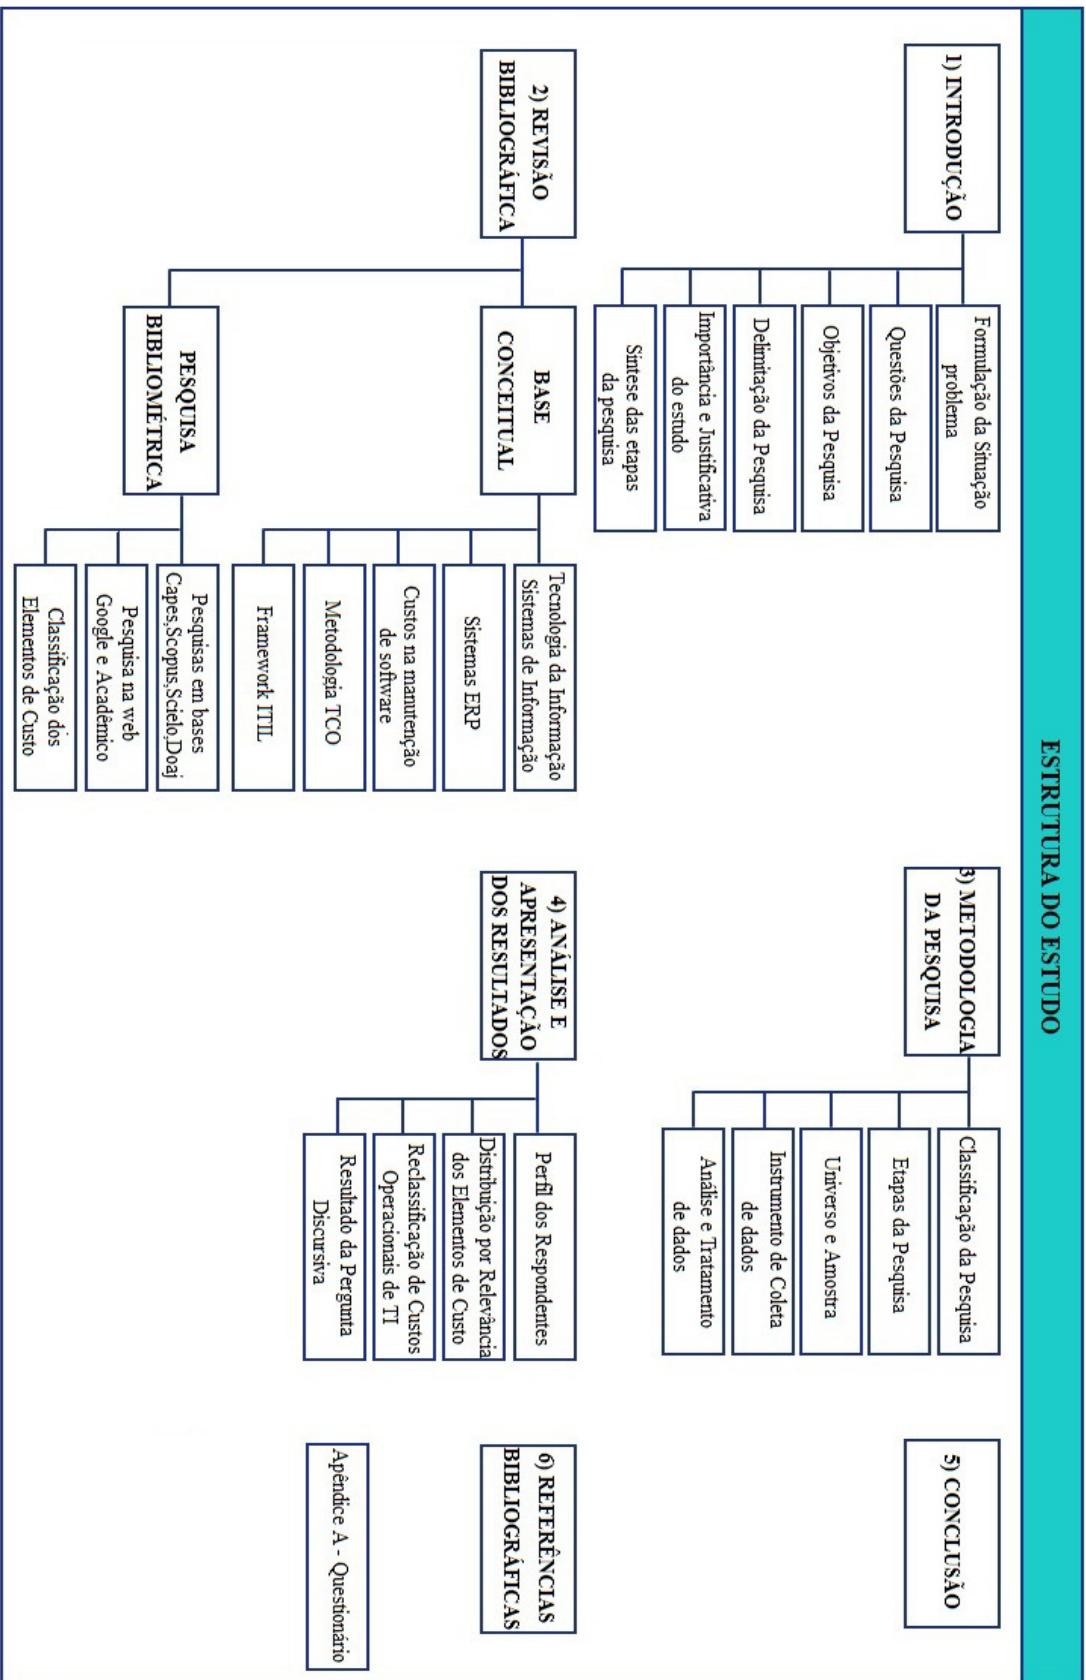 ESTRUTURA DO ESTUDO
1) INTRODUÇÃO
Formulação da Situação
problema
Questões da Pesquisa
Objetivos da Pesquisa
Delimitação da Pesquisa
Importância e Justificativa
do estudo
Síntese das etapas
da pesquisa
2) REVISÃO
BIBLIOGRÁFICA
BASE
CONCEITUAL
Tecnologia da Informação
Sistemas de Informação
Sistemas ERP
Custos na manutenção
de software
Metodologia TCO
Framework ITIL
PESQUISA
BIBLIOMÉTRICA
Pesquisas em bases
Capes,Scopus,Scielo,Doaj
Pesquisa na web
Google e Acadêmico
Classificação dos
Elementos de Custo
3) METODOLOGIA
DA PESQUISA
Classificação da Pesquisa
Etapas da Pesquisa
Universo e Amostra
Instrumento de Coleta
de dados
Análise e Tratamento
de dados
4) ANÁLISE E
APRESENTAÇÃO
DOS RESULTADOS
Perfil dos Respondentes
Distribuição por Relevância
dos Elementos de Custo
Reclassificação de Custos
Operacionais de TI
Resultado da Pergunta
Discursiva
5) CONCLUSÃO
6) REFERÊNCIAS
BIBLIOGRÁFICAS
Apêndice A - Questionário